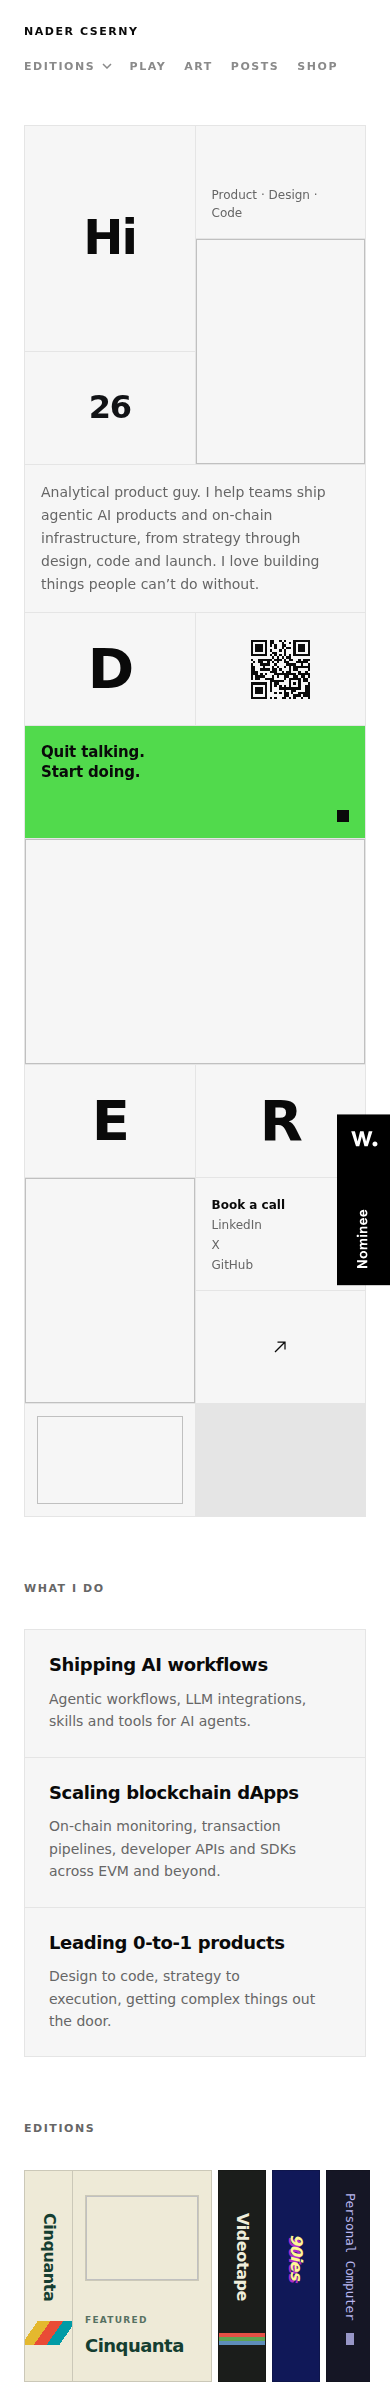 NADER CSERNY
EDITIONS PLAY ART POSTS SHOP
Hi
Product · Design ·
Code
26
Analytical product guy. I help teams ship
agentic AI products and on-chain
infrastructure, from strategy through
design, code and launch. I love building
things people can’t do without.
D
Quit talking.
Start doing.
E
R
W.
Nominee
Book a call
LinkedIn
X
GitHub
WHAT I DO
Shipping AI workflows
Agentic workflows, LLM integrations,
skills and tools for AI agents.
Scaling blockchain dApps
On-chain monitoring, transaction
pipelines, developer APIs and SDKs
across EVM and beyond.
Leading 0-to-1 products
Design to code, strategy to
execution, getting complex things out
the door.
EDITIONS
Cinquanta
FEATURED
Cinquanta
Videotape
90ies
Personal Computer